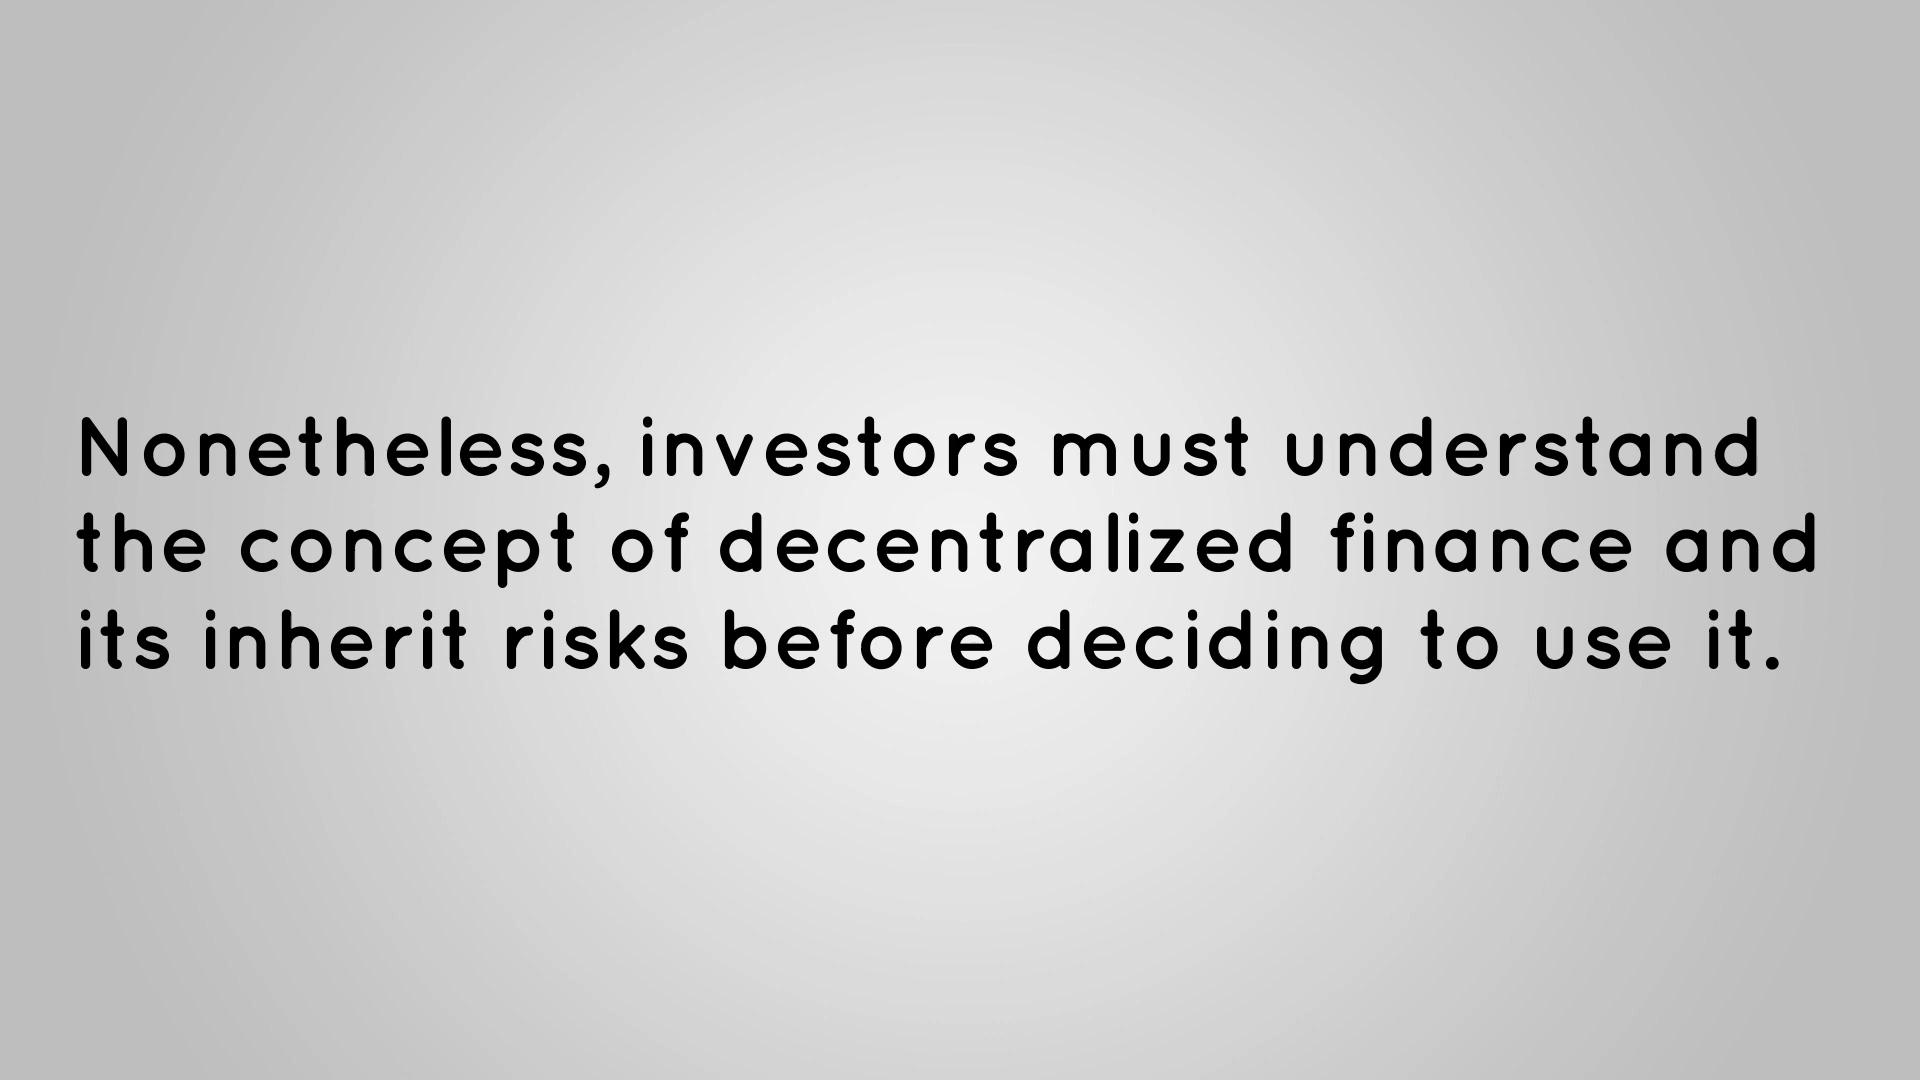 Nonetheless, investors must understand
the concept of decentralized finance and
its inherit risks before deciding to use it.